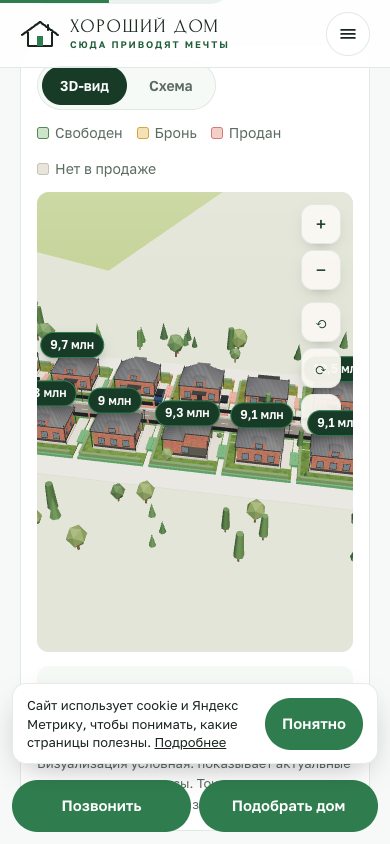 ХОРОШИЙ ДОМ
СЮДА ПРИВОДЯТ МЕЧТЫ
3D-вид
Схема
Свободен
Бронь
Продан
Нет в продаже
+
−
9,7 млн
млн
9 млн
9,3 млн
9,1 млн
9,1 млн
Сайт использует cookie и Яндекс
Метрику, чтобы понимать, какие
страницы полезны. Подробнее
Понятно
Визуализация условная: показывает актуальные
Позвонить
Подобрать дом